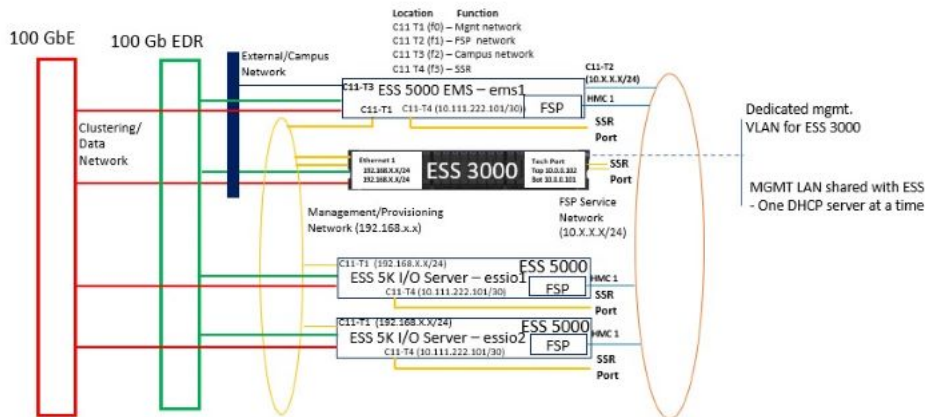 Location Function
C11 T1 (f0) – Mgnt network
C11 T2 (f1) – FSP network
C11 T3 (f2) – Campus network
C11 T4 (f3) – SSR
100 GbE
100 Gb EDR
External/Campus
Network
C11-T2
(10.X.X.X/24)
C11-T3
ESS 5000 EMS – ems1
C11-T1
C11-T4 (10.111.222.101/30)
FSP
HMC 1
SSR
Port
Clustering/
Data
Network
Dedicated mgmt.
VLAN for ESS 3000
Ethernet 1
192.168.X.X/24
192.168.X.X/24
ESS 3000
Tech Port
Top 10.0.0.102
Bot 10.0.0.101
SSR
Port
MGMT LAN shared with ESS
- One DHCP server at a time
Management/Provisioning
Network (192.168.x.x)
FSP Service
Network
(10.X.X.X/24)
C11-T1 (192.168.X.X/24)
ESS 5000
ESS 5K I/O Server – essio1
FSP
C11-T4 (10.111.222.101/30)
HMC 1
SSR
Port
C11-T1 (192.168.X.X/24)
ESS 5000
ESS 5K I/O Server – essio2
FSP
C11-T4 (10.111.222.101/30)
HMC 1
SSR
Port